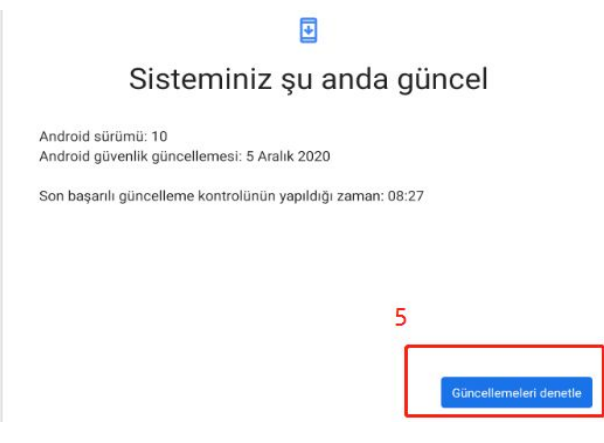 Sisteminiz şu anda güncel
Android sürümü: 10
Android güvenlik güncellemesi: 5 Aralık 2020
Son başarılı güncelleme kontrolünün yapıldığı zaman: 08:27
5
Güncellemeleri denetle